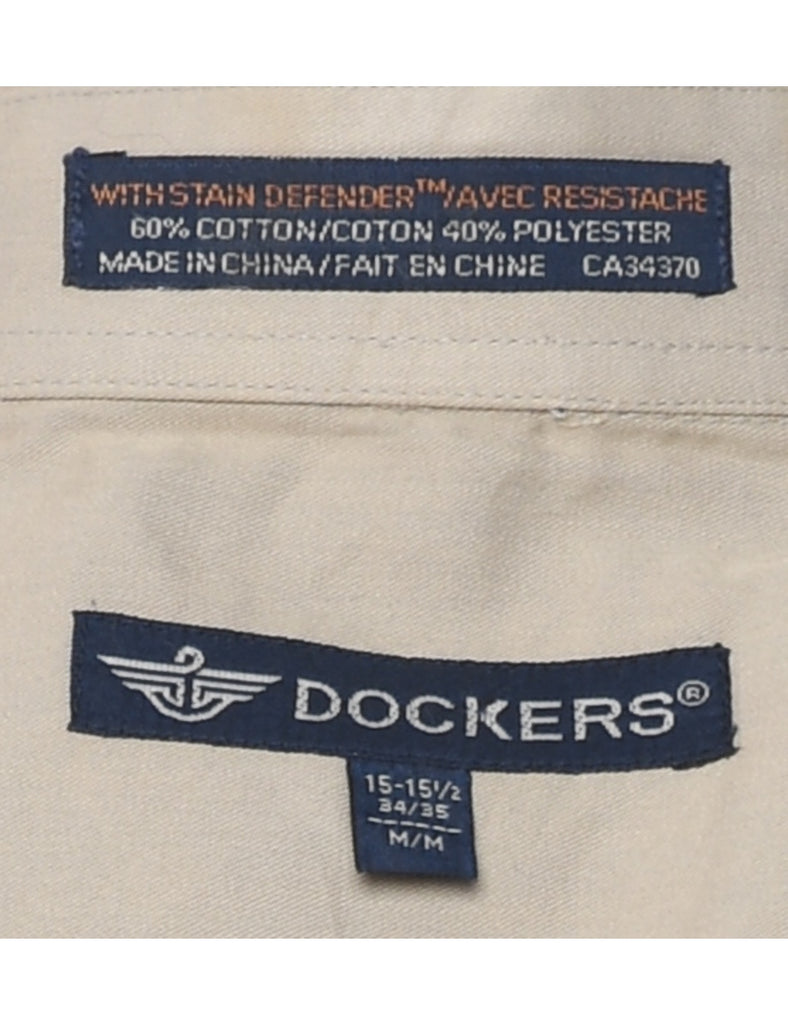 WITH STAIN DEFENDER™/AVEC RESISTACHE
60% COTTON/COTON 40% POLYESTER
MADE IN CHINA/FAIT EN CHINE CA34370
DOCKERS®
15-15½
34/35
M/M